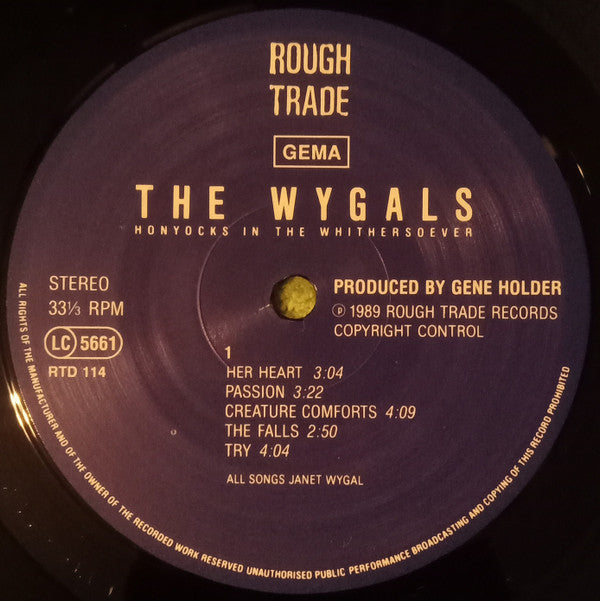 ROUGH
TRADE
GEMA
THE WYGALS
HONYOCKS IN THE WHITHERSOEVER
STEREO
33⅓ RPM
LC 5661
RTD 114
PRODUCED BY GENE HOLDER
℗ 1989 ROUGH TRADE RECORDS
COPYRIGHT CONTROL
1
HER HEART 3:04
PASSION 3:22
CREATURE COMFORTS 4:09
THE FALLS 2:50
TRY 4:04
ALL SONGS JANET WYGAL
ALL RIGHTS OF THE MANUFACTURER AND OF THE OWNER OF THE RECORDED WORK RESERVED UNAUTHORISED PUBLIC PERFORMANCE BROADCASTING AND COPYING OF THIS RECORD PROHIBITED